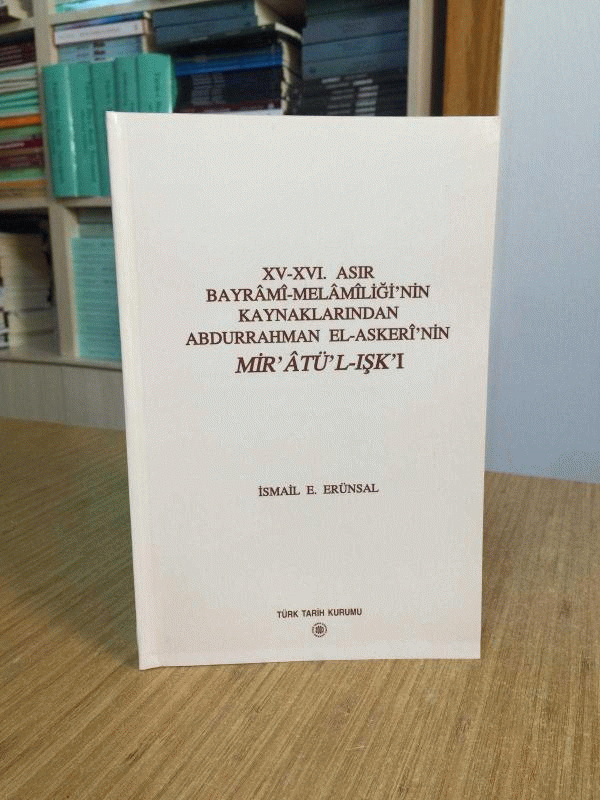 XV-XVI. ASIR
BAYRÂMÎ-MELÂMÎLİĞİ'NİN
KAYNAKLARINDAN
ABDURRAHMAN EL-ASKERÎ'NİN
MİR'ÂTÜ'L-IŞK'I
İSMAİL E. ERÜNSAL
TÜRK TARİH KURUMU